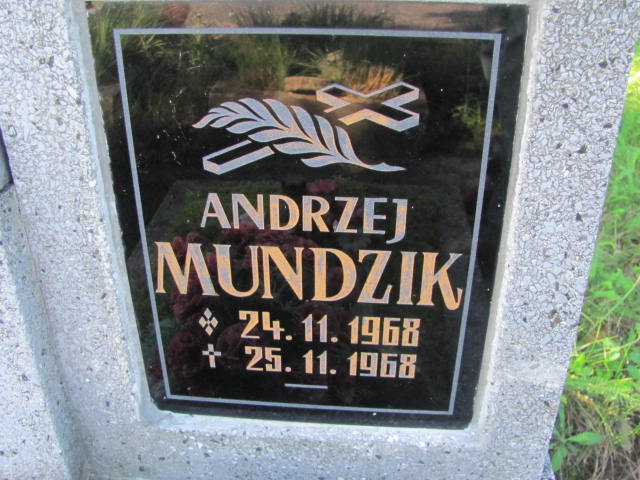 ANDRZEJ
MUNDZIK
24.11.1968
✝ 25.11.1968